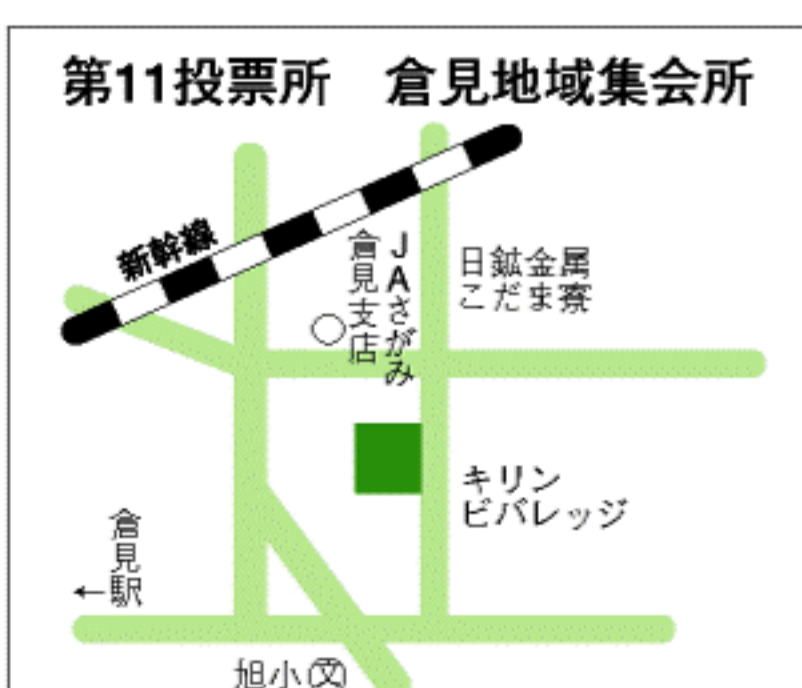 第11投票所　倉見地域集会所
新幹線
JAさがみ
倉見支店
日鉱金属
こだま寮
キリン
ビバレッジ
倉見駅
←
旭小 文